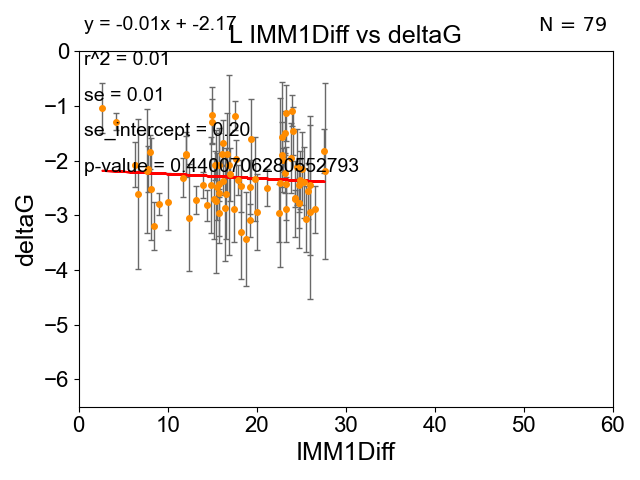 y = -0.01x + -2.17
N = 79
L IMM1Diff vs deltaG
r^2 = 0.01
se = 0.01
se_intercept = 0.20
p-value = 0.4400706280552793
deltaG
0
−1
−2
−3
−4
−5
−6
0 10 20 30 40 50 60
IMM1Diff